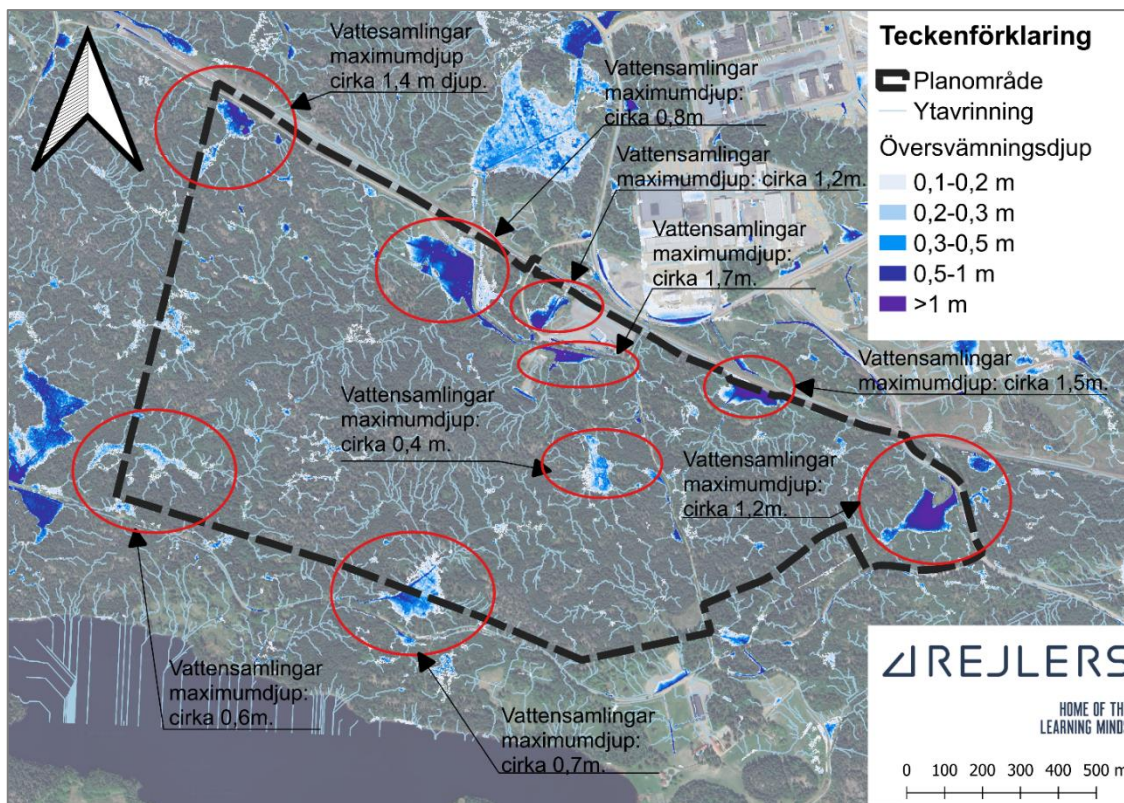 Vattesamlingar
maximumdjup
cirka 1,4 m djup.
Vattensamlingar
maximumdjup:
cirka 0,8m
Vattensamlingar
maximumdjup: cirka 1,2m.
Vattensamlingar
maximumdjup:
cirka 1,7m.
Vattensamlingar
maximumdjup: cirka 1,5m.
Vattensamlingar
maximumdjup:
cirka 0,4 m.
Vattensamlingar
maximumdjup:
cirka 1,2m.
Vattensamlingar
maximumdjup:
cirka 0,6m.
Vattensamlingar
maximumdjup:
cirka 0,7m.
Teckenförklaring
Planområde
Ytavrinning
Översvämningsdjup
0,1-0,2 m
0,2-0,3 m
0,3-0,5 m
0,5-1 m
>1 m
REJLERS
HOME OF TH
LEARNING MINDS
0 100 200 300 400 500 m